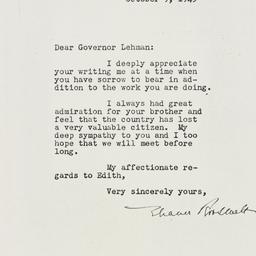 Dear Governor Lehman:
I deeply appreciate
your writing me at a time when
you have sorrow to bear in ad-
dition to the work you are doing.
I always had great
admiration for your brother and
feel that the country has lost
a very valuable citizen. My
deep sympathy to you and I too
hope that we will meet before
long.
My affectionate re-
gards to Edith,
Very sincerely yours,
Eleanor Roosevelt